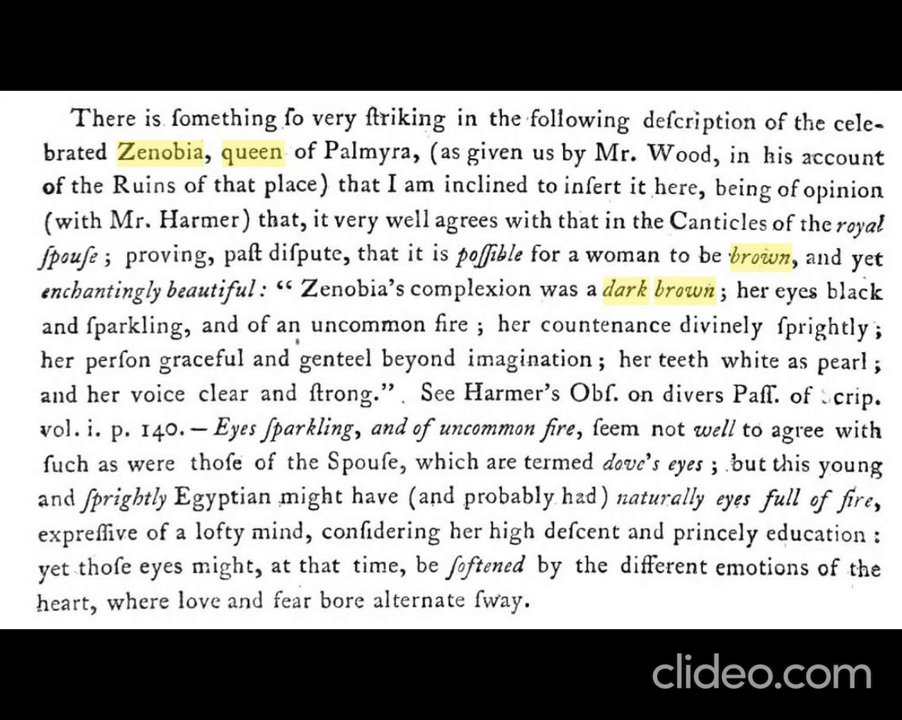 There is ſomething ſo very ſtriking in the following deſcription of the cele-
brated Zenobia, queen of Palmyra, (as given us by Mr. Wood, in his account
of the Ruins of that place) that I am inclined to inſert it here, being of opinion
(with Mr. Harmer) that, it very well agrees with that in the Canticles of the royal
ſpouſe ; proving, paſt diſpute, that it is poſſible for a woman to be brown, and yet
enchantingly beautiful : “ Zenobia’s complexion was a dark brown ; her eyes black
and ſparkling, and of an uncommon fire ; her countenance divinely ſprightly ;
her perſon graceful and genteel beyond imagination ; her teeth white as pearl ;
and her voice clear and ſtrong.” See Harmer’s Obſ. on divers Paſſ. of Scrip.
vol. i. p. 140. — Eyes ſparkling, and of uncommon fire, ſeem not well to agree with
ſuch as were thoſe of the Spouſe, which are termed dove’s eyes ; but this young
and ſprightly Egyptian might have (and probably had) naturally eyes full of fire,
expreſſive of a lofty mind, conſidering her high deſcent and princely education :
yet thoſe eyes might, at that time, be ſoftened by the different emotions of the
heart, where love and fear bore alternate ſway.
clideo.com